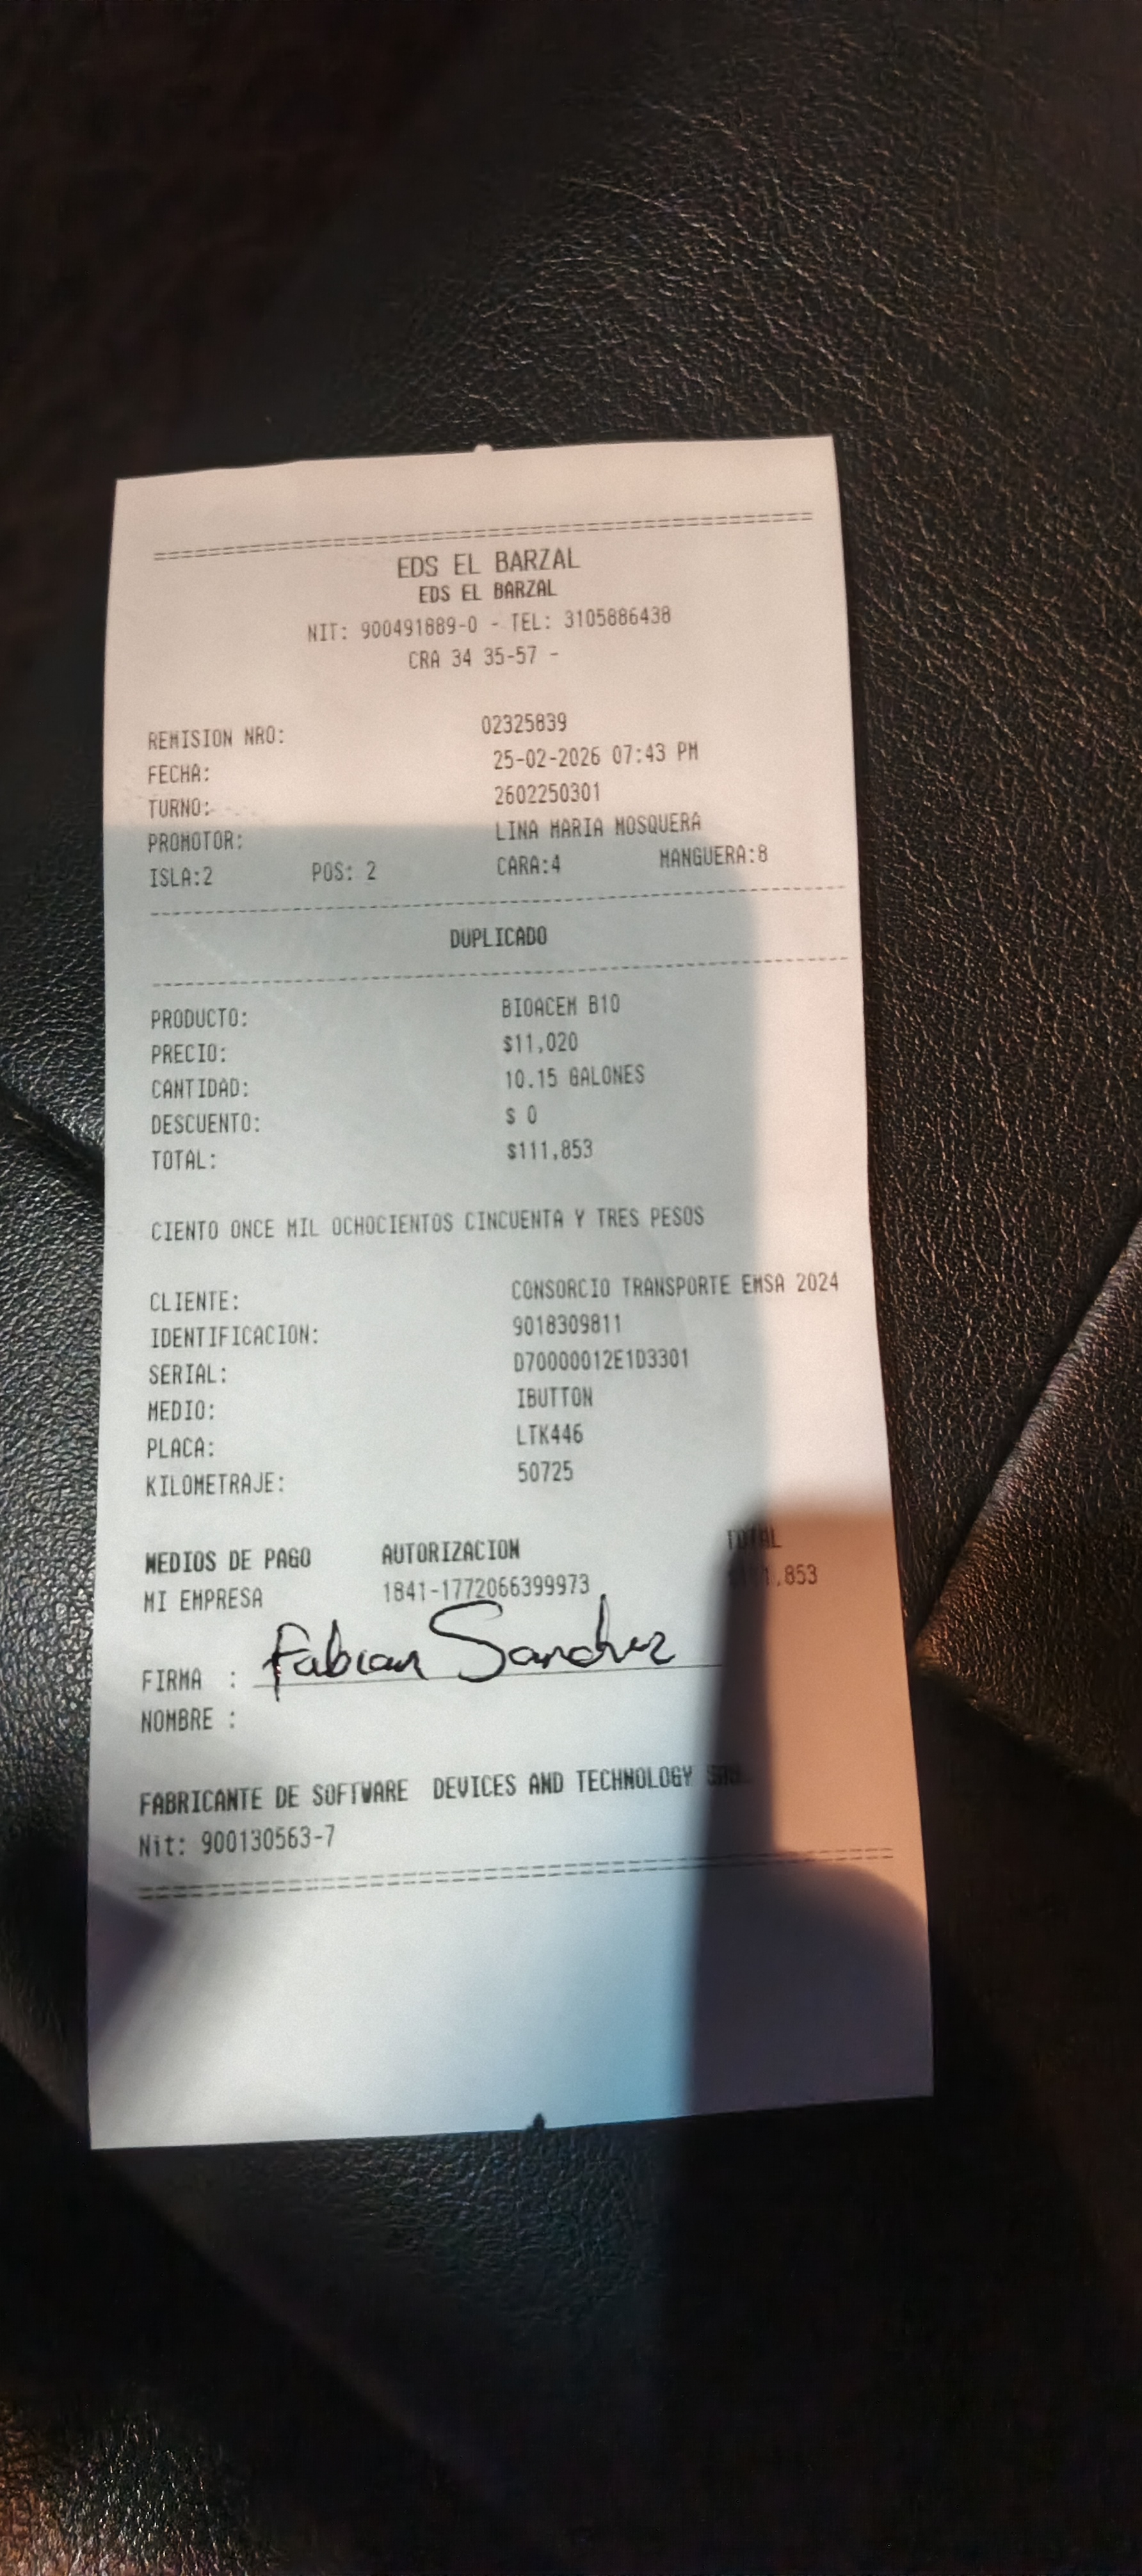 EDS EL BARZAL
EDS EL BARZAL
NIT: 900491889-0 - TEL: 3105886438
CRA 34 35-57 -
REMISION NRO: 02325839
FECHA: 25-02-2026 07:43 PM
TURNO: 2602250301
PROMOTOR: LINA MARIA MOSQUERA
ISLA:2 POS: 2 CARA:4 MANGUERA:8
DUPLICADO
PRODUCTO: BIOACEM B10
PRECIO: $11,020
CANTIDAD: 10.15 GALONES
DESCUENTO: $ 0
TOTAL: $111,853
CIENTO ONCE MIL OCHOCIENTOS CINCUENTA Y TRES PESOS
CLIENTE: CONSORCIO TRANSPORTE EMSA 2024
IDENTIFICACION: 9018309811
SERIAL: D70000012E1D3301
MEDIO: IBUTTON
PLACA: LTK446
KILOMETRAJE: 50725
MEDIOS DE PAGO AUTORIZACION TOTAL
MI EMPRESA 1841-1772066399973 $111,853
FIRMA : Fabian Sanchez
NOMBRE :
FABRICANTE DE SOFTWARE DEVICES AND TECHNOLOGY
Nit: 900130563-7